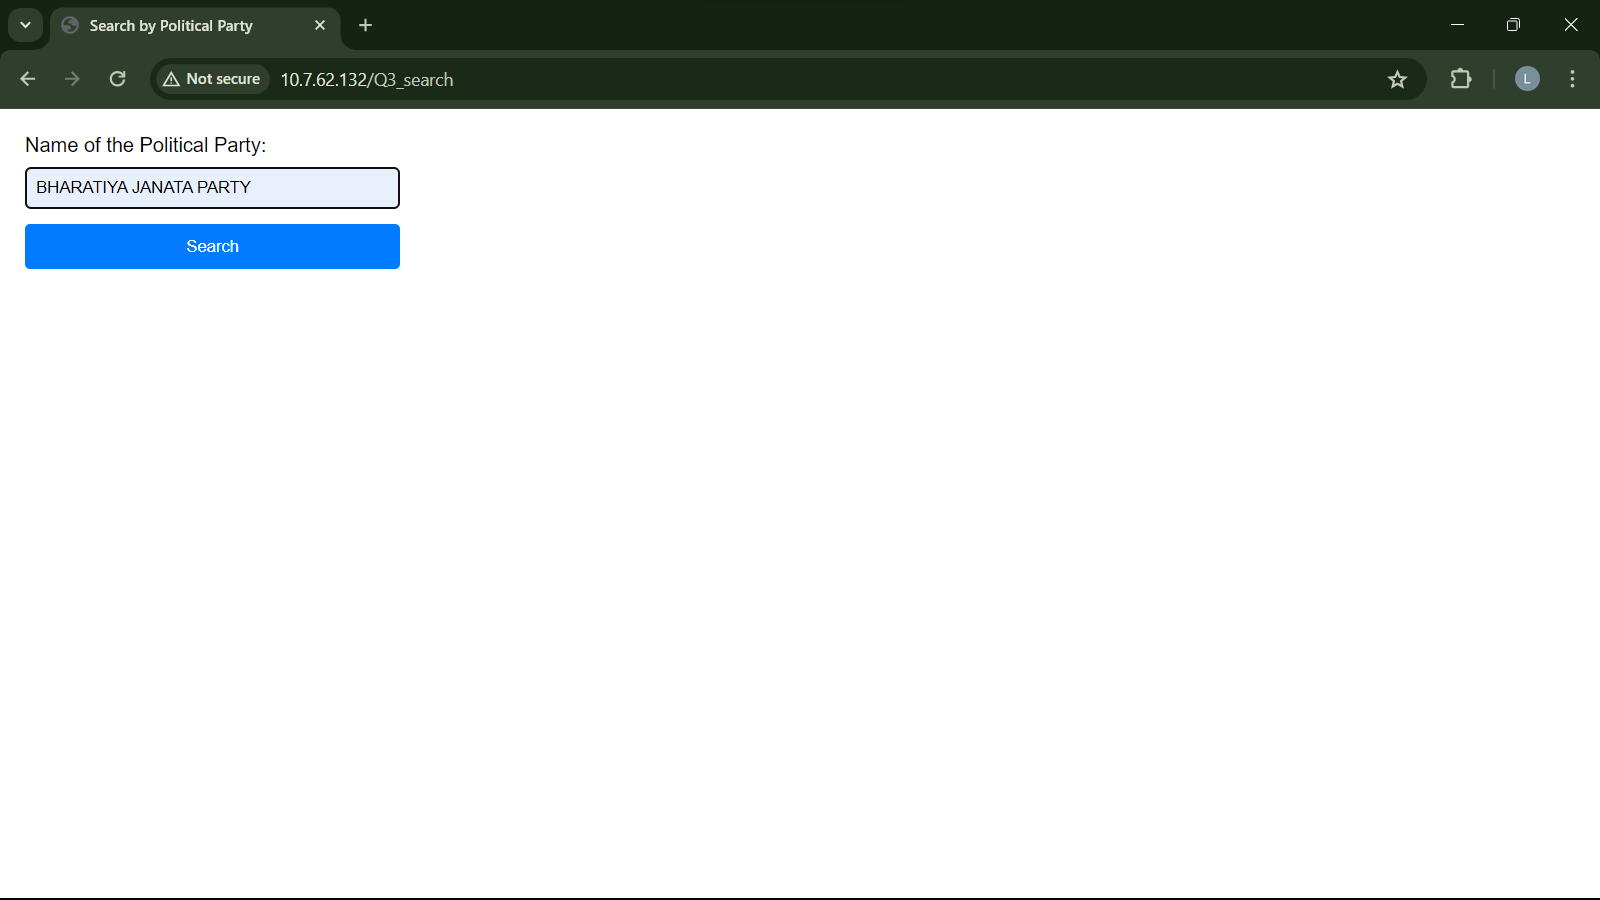 Search by Political Party
Not secure
10.7.62.132/Q3_search
L
Name of the Political Party:
BHARATIYA JANATA PARTY
Search